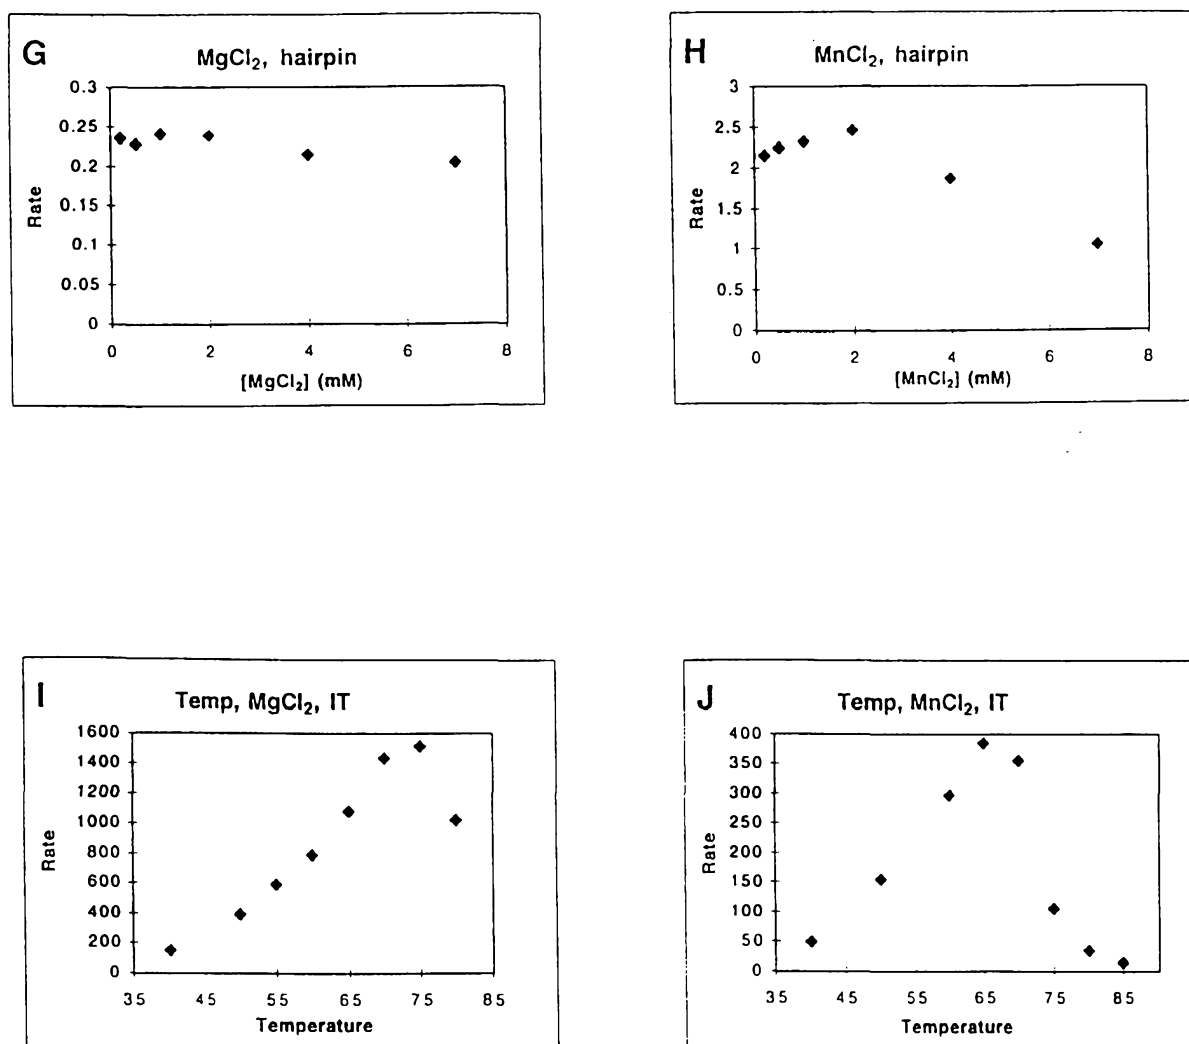 G
MgCl₂, hairpin
0.3
0.25
0.2
0.15
0.1
0.05
0
Rate
0 2 4 6 8
[MgCl₂] (mM)
H
MnCl₂, hairpin
3
2.5
2
1.5
1
0.5
0
Rate
0 2 4 6 8
[MnCl₂] (mM)
I
Temp, MgCl₂, IT
1600
1400
1200
1000
800
600
400
200
0
Rate
35 45 55 65 75 85
Temperature
J
Temp, MnCl₂, IT
400
350
300
250
200
150
100
50
0
Rate
35 45 55 65 75 85
Temperature